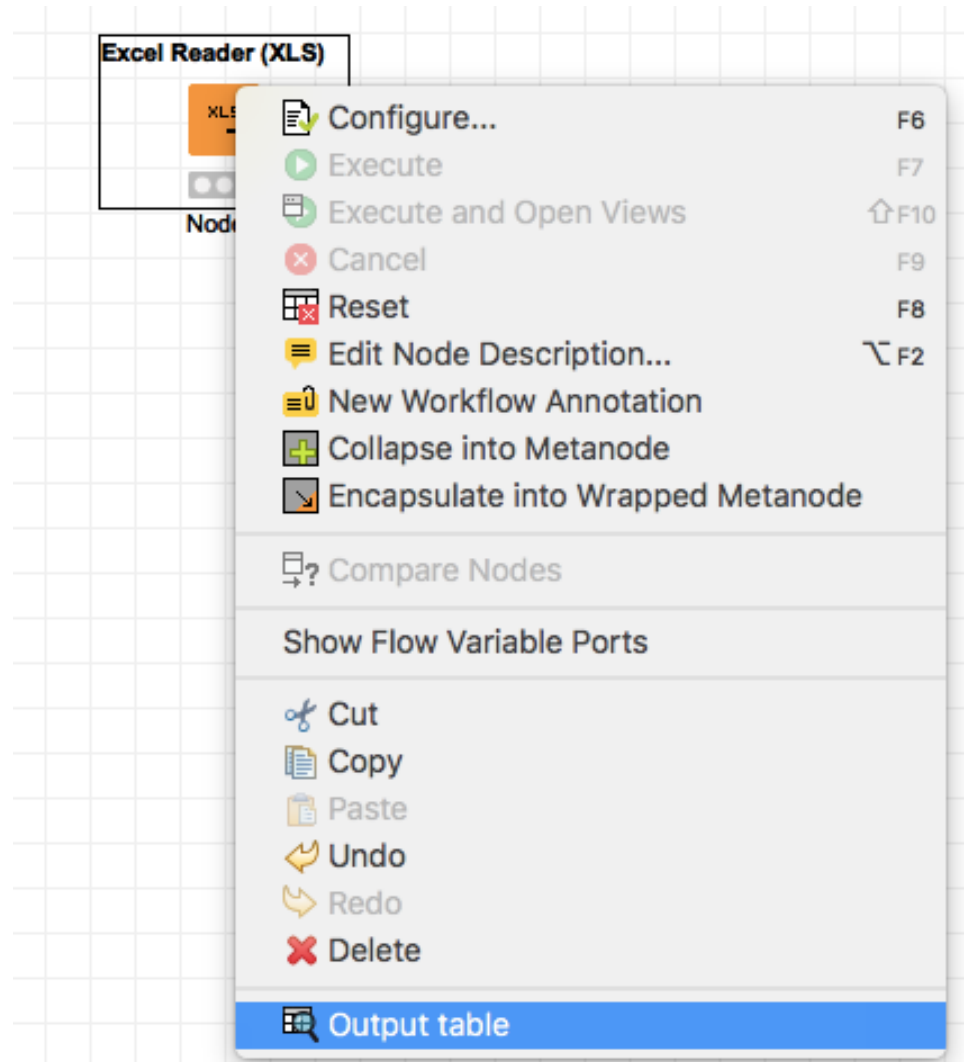 Excel Reader (XLS)
XLS
Configure... F6
Execute F7
Execute and Open Views ⇧F10
Cancel F9
Reset F8
Edit Node Description... ⌥F2
New Workflow Annotation
Collapse into Metanode
Encapsulate into Wrapped Metanode
? Compare Nodes
Show Flow Variable Ports
Cut
Copy
Paste
Undo
Redo
Delete
Output table